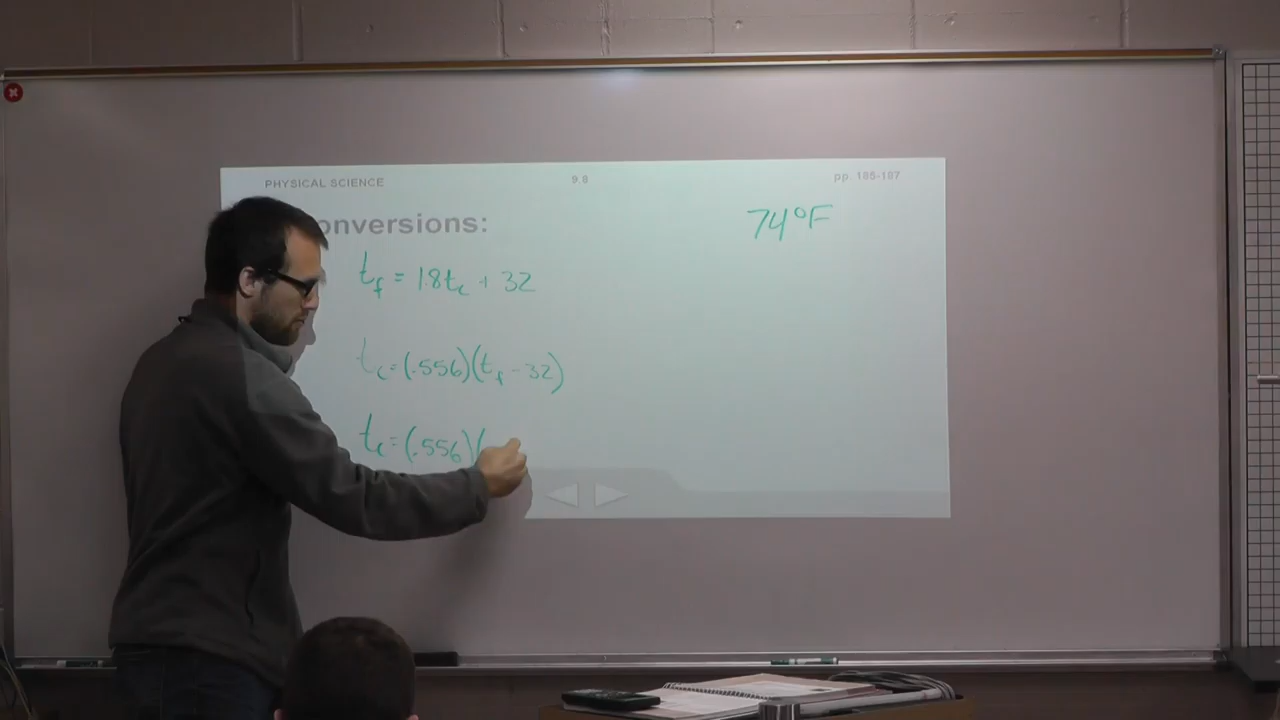 PHYSICAL SCIENCE 9.8 pp. 185-187
onversions:
74°F
t_f = 1.8t_c + 32
t_c = (.556)(t_f - 32)
t_c = (.556)(